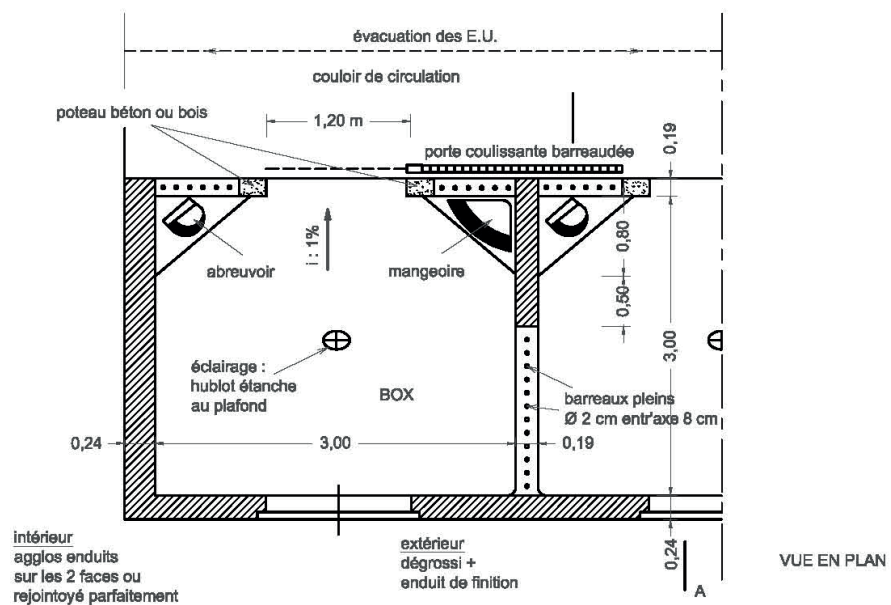 évacuation des E.U.
couloir de circulation
poteau béton ou bois
1,20 m
porte coulissante barreaudée
0,19
i : 1%
abreuvoir
mangeoire
0,80
0,50
3,00
éclairage :
hublot étanche
au plafond
BOX
barreaux pleins
Ø 2 cm entr'axe 8 cm
0,24
3,00
0,19
0,24
intérieur
agglos enduits
sur les 2 faces ou
rejointoyé parfaitement
extérieur
dégrossi +
enduit de finition
A
VUE EN PLAN